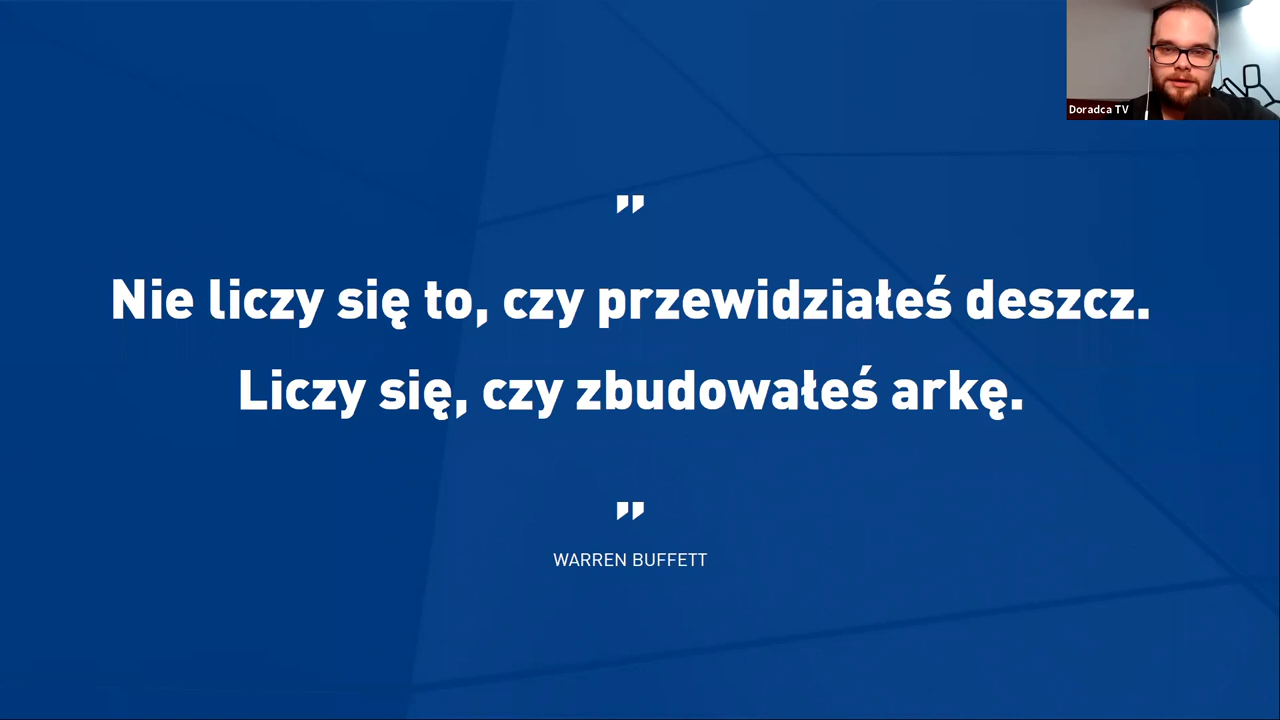 Doradca TV
”
Nie liczy się to, czy przewidziałeś deszcz.
Liczy się, czy zbudowałeś arkę.
”
WARREN BUFFETT